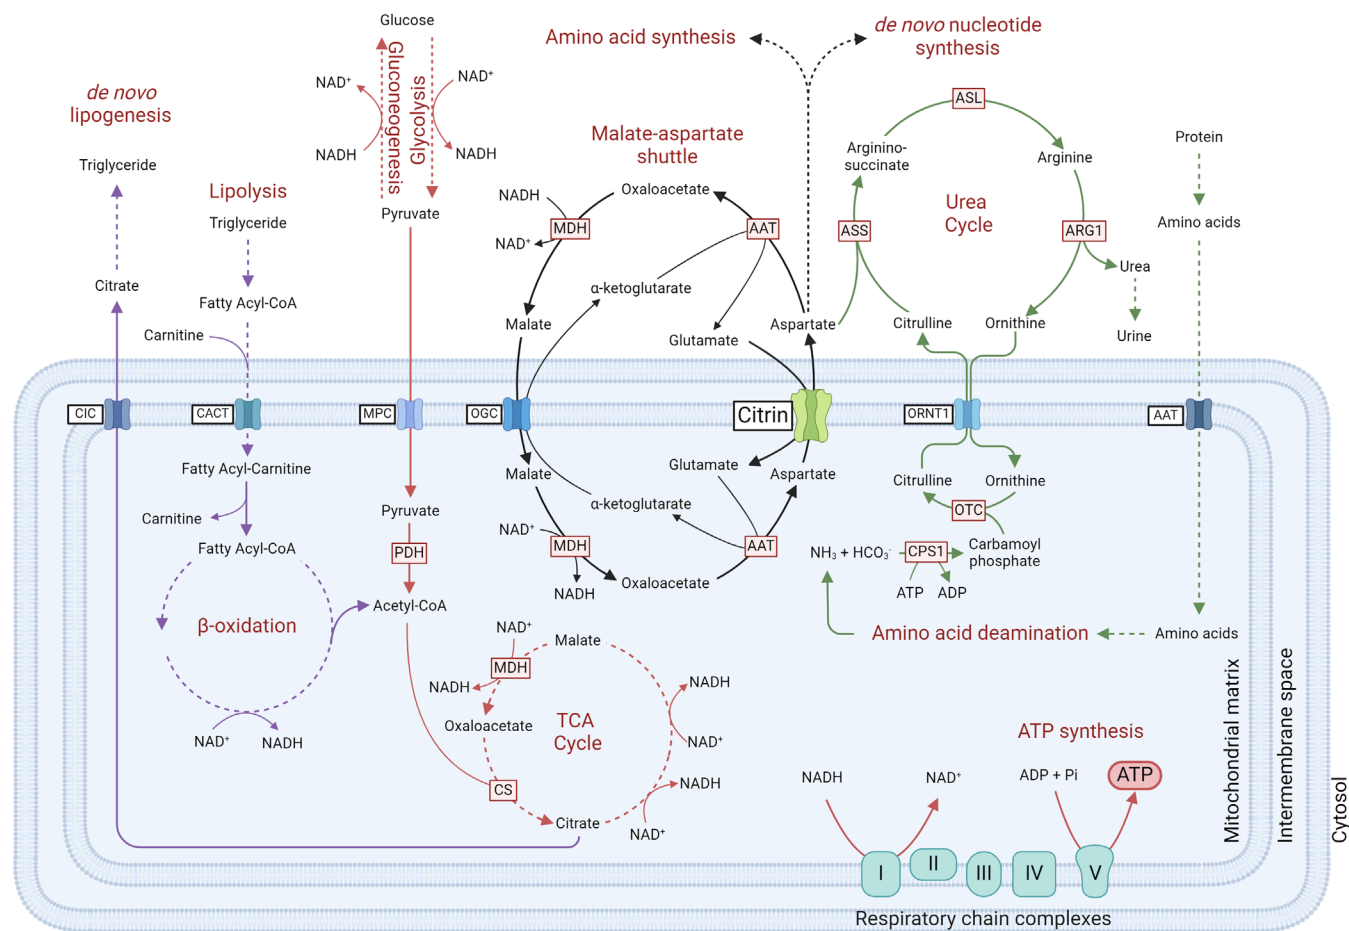 Glucose
Amino acid synthesis
de novo nucleotide
synthesis
de novo
lipogenesis
NAD⁺
Gluconeogenesis
Glycolysis
NAD⁺
NADH
NADH
ASL
Malate-aspartate
shuttle
Arginino-
succinate
Arginine
Protein
Triglyceride
Lipolysis
Triglyceride
Pyruvate
NADH
Oxaloacetate
MDH
NAD⁺
AAT
ASS
Urea
Cycle
ARG1
Amino acids
Urea
Citrate
Fatty Acyl-CoA
α-ketoglutarate
Carnitine
Malate
Glutamate
Aspartate
Citrulline
Ornithine
Urine
CIC
CACT
MPC
OGC
Citrin
ORNT1
AAT
Fatty Acyl-Carnitine
Malate
Glutamate
Aspartate
Citrulline
Ornithine
Carnitine
Pyruvate
α-ketoglutarate
OTC
Fatty Acyl-CoA
PDH
NAD⁺
MDH
AAT
NH₃ + HCO₃⁻
CPS1
Carbamoyl
phosphate
NADH
Oxaloacetate
ATP
ADP
β-oxidation
Acetyl-CoA
NAD⁺
Malate
Amino acid deamination
Amino acids
MDH
NADH
NADH
Oxaloacetate
TCA
Cycle
NAD⁺
NAD⁺
NADH
CS
NADH
Citrate
NAD⁺
ATP synthesis
NADH
NAD⁺
ADP + Pi
ATP
Mitochondrial matrix
Intermembrane space
Cytosol
I
II
III
IV
V
Respiratory chain complexes